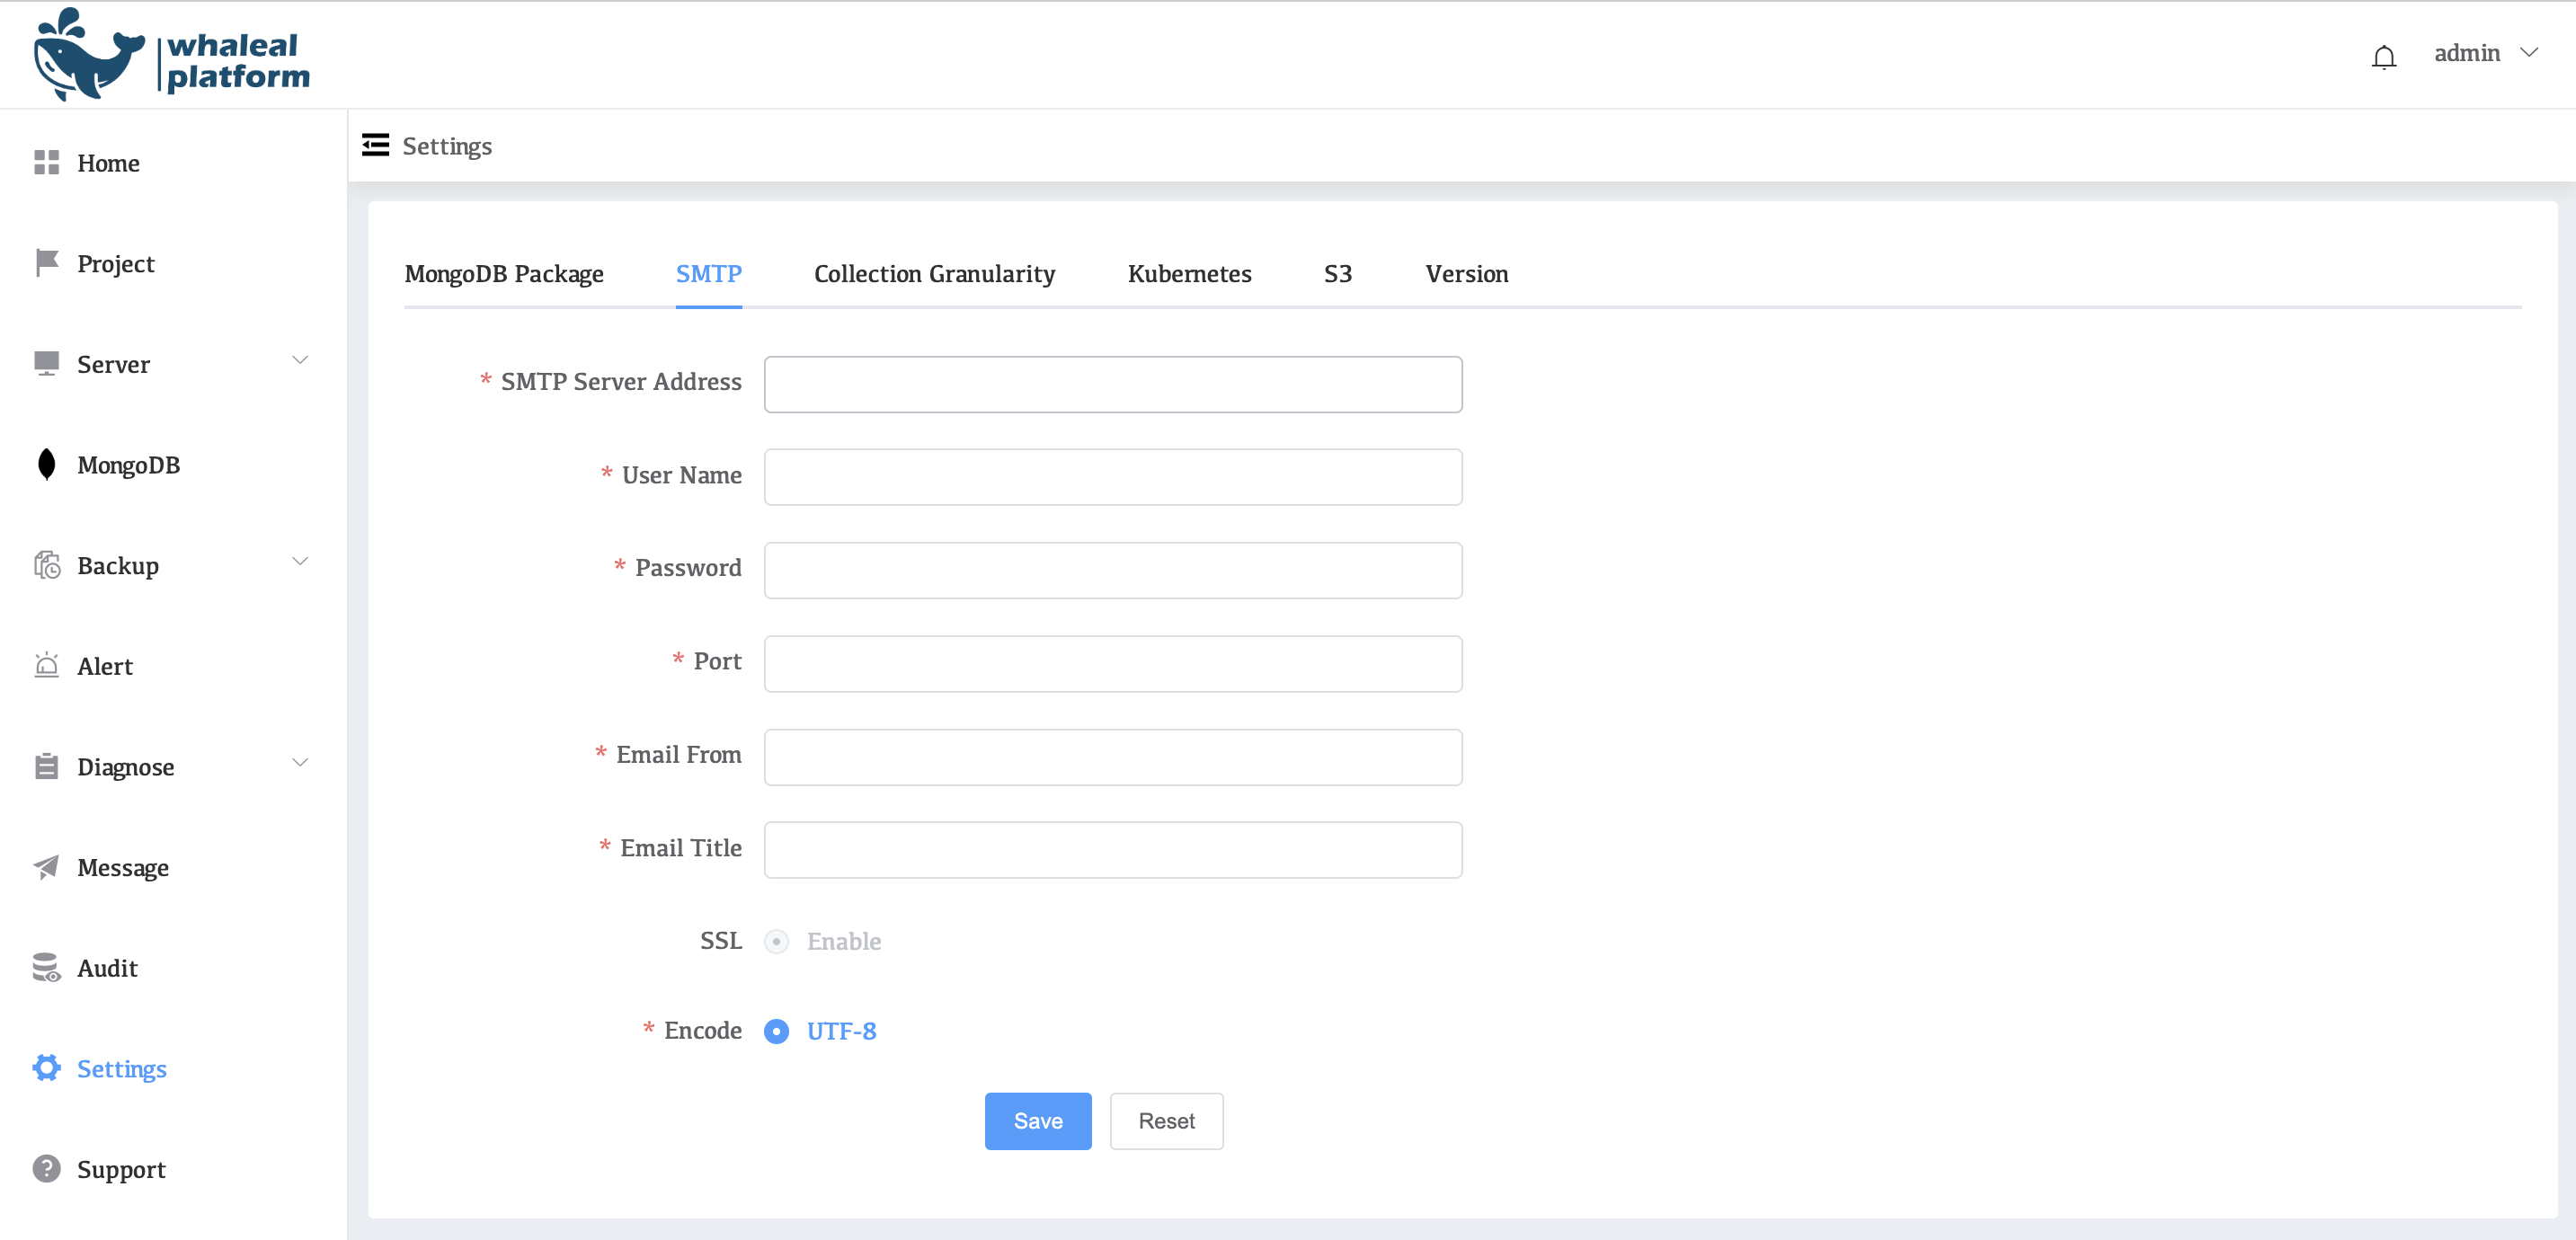 whaleal
platform
admin
Home
Project
Server
MongoDB
Backup
Alert
Diagnose
Message
Audit
Settings
Support
Settings
MongoDB Package SMTP Collection Granularity Kubernetes S3 Version
* SMTP Server Address
* User Name
* Password
* Port
* Email From
* Email Title
SSL Enable
* Encode UTF-8
Save Reset